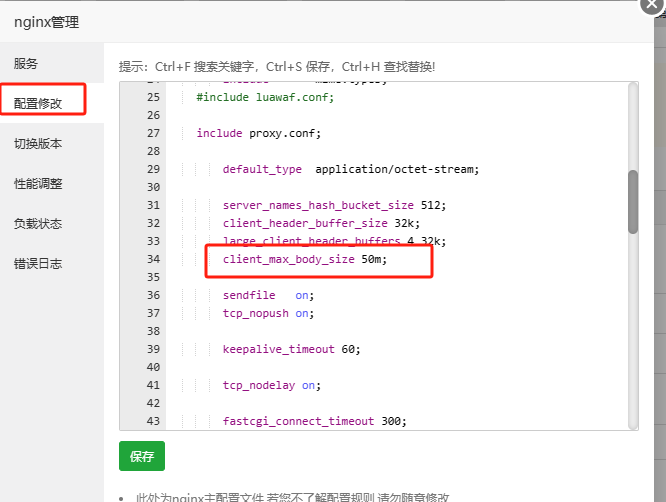 nginx管理
服务
配置修改
切换版本
性能调整
负载状态
错误日志
提示：Ctrl+F 搜索关键字，Ctrl+S 保存，Ctrl+H 查找替换!
25 #include luawaf.conf;
26
27 include proxy.conf;
28
29 default_type  application/octet-stream;
30
31 server_names_hash_bucket_size 512;
32 client_header_buffer_size 32k;
33 large_client_header_buffers 4 32k;
34 client_max_body_size 50m;
35
36 sendfile   on;
37 tcp_nopush on;
38
39 keepalive_timeout 60;
40
41 tcp_nodelay on;
42
43 fastcgi_connect_timeout 300;
保存
此处为nginx主配置文件,若您不了解配置规则,请勿随意修改